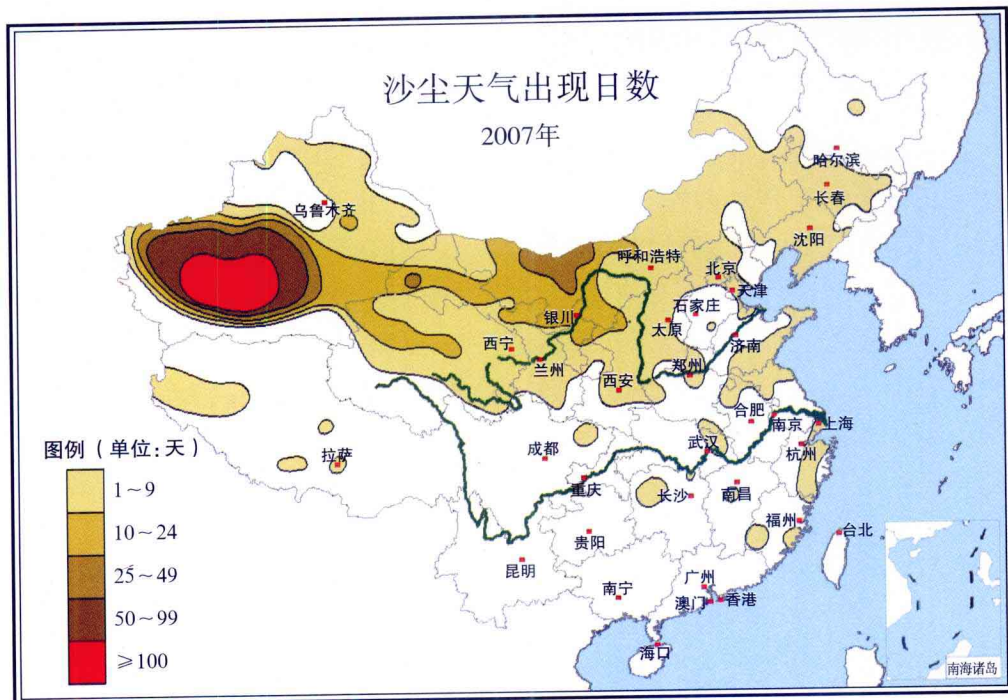 沙尘天气出现日数
2007年
哈尔滨
长春
乌鲁木齐
沈阳
呼和浩特
北京
天津
石家庄
银川
太原
西宁
济南
兰州
郑州
西安
合肥
南京
上海
图例(单位:天)
成都
武汉
杭州
拉萨
1~9
重庆
长沙
南昌
10~24
福州
台北
贵阳
昆明
25~49
广州
南宁
澳门
香港
50~99
海口
≥100
南海诸岛